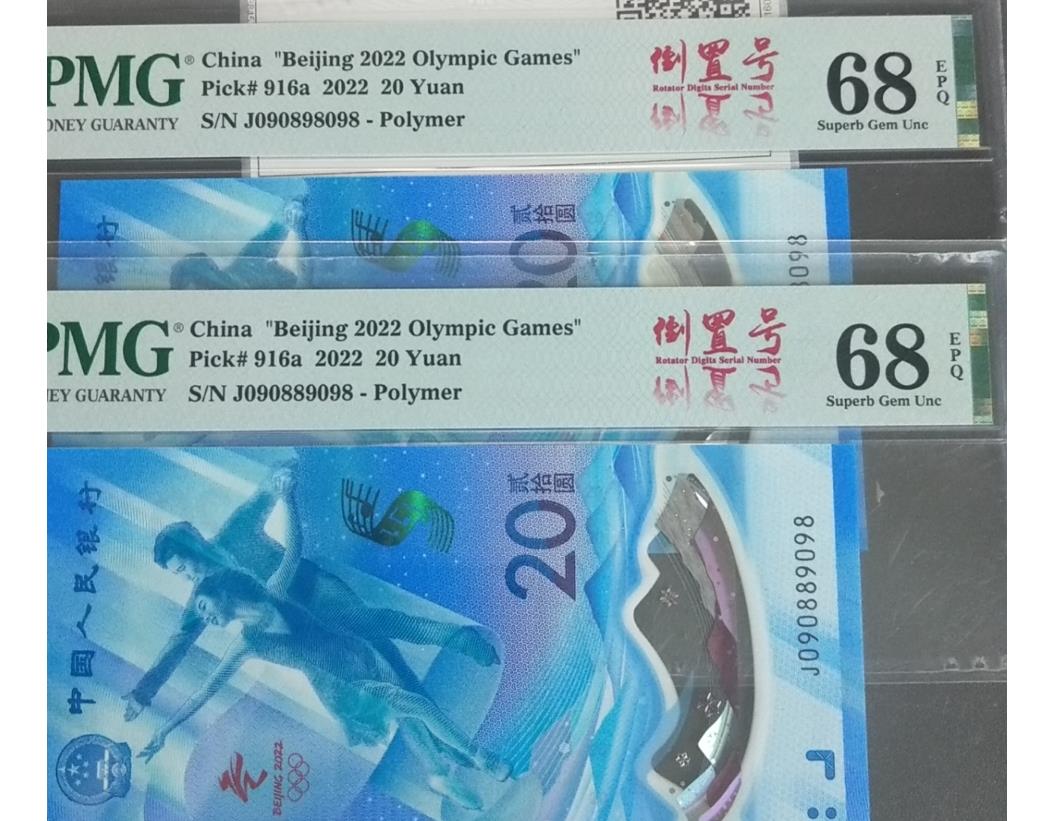 PMG® China "Beijing 2022 Olympic Games"
Pick# 916a 2022 20 Yuan
ONEY GUARANTY S/N J090898098 - Polymer
倒置号
Rotator Digits Serial Number
68
EPQ
Superb Gem Unc
贰拾圆
20
8098
PMG® China "Beijing 2022 Olympic Games"
Pick# 916a 2022 20 Yuan
EY GUARANTY S/N J090889098 - Polymer
倒置号
Rotator Digits Serial Number
68
EPQ
Superb Gem Unc
中国人民银行
贰拾圆
20
J090889098
BEIJING 2022